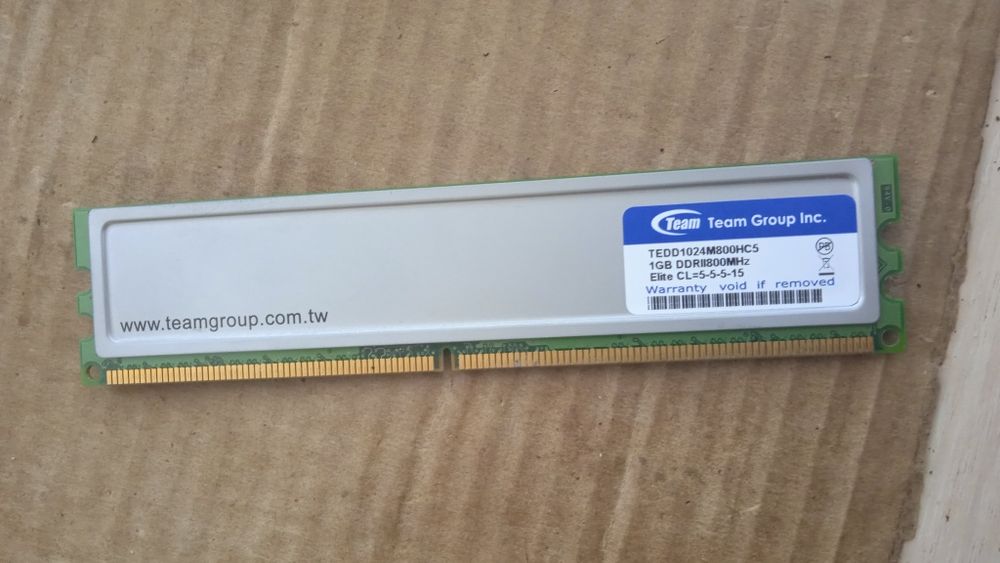 Team Team Group Inc.
TEDD1024M800HC5
1GB DDRII800MHz
Elite CL=5-5-5-15
Pb
Warranty void if removed
www.teamgroup.com.tw